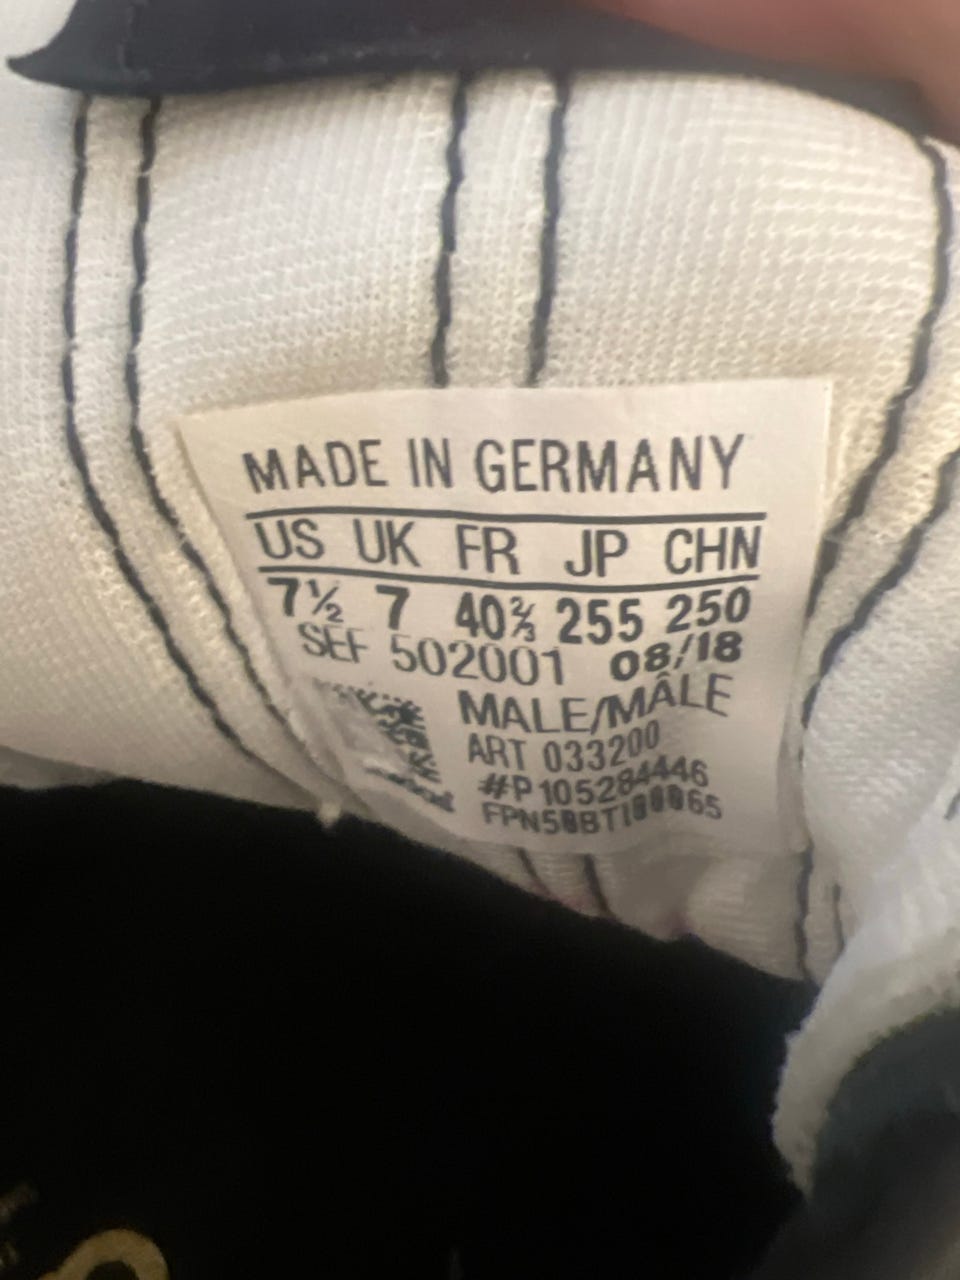 MADE IN GERMANY
US UK FR JP CHN
7½ 7 40⅔ 255 250
SEF 502001 08/18
MALE/MÂLE
ART 033200
#P105284446